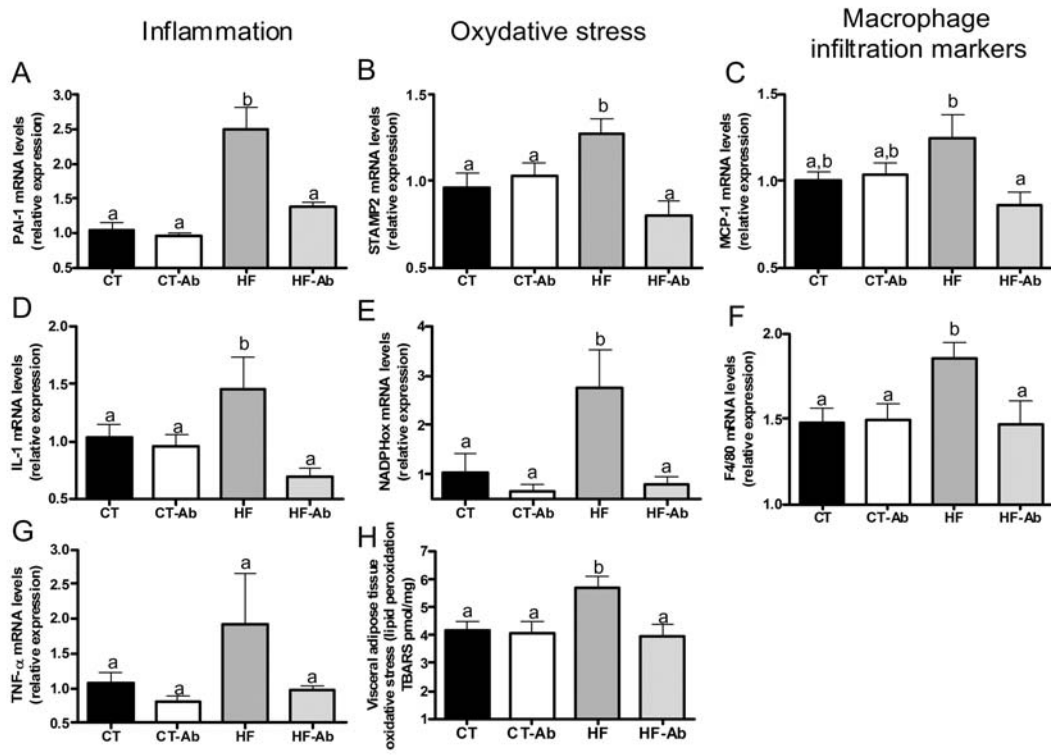 Inflammation
Oxydative stress
Macrophage
infiltration markers
A
PAI-1 mRNA levels
(relative expression)
3.0
2.5
2.0
1.5
1.0
0.5
a
a
b
a
CT
CT-Ab
HF
HF-Ab
B
STAMP2 mRNA levels
(relative expression)
1.5
1.0
0.5
a
a
b
a
CT
CT-Ab
HF
HF-Ab
C
MCP-1 mRNA levels
(relative expression)
1.5
1.0
0.5
a,b
a,b
b
a
CT
CT-Ab
HF
HF-Ab
D
IL-1 mRNA levels
(relative expression)
2.0
1.5
1.0
0.5
a
a
b
a
CT
CT-Ab
HF
HF-Ab
E
NADPHox mRNA levels
(relative expression)
4
3
2
1
a
a
b
a
CT
CT-Ab
HF
HF-Ab
F
F4/80 mRNA levels
(relative expression)
2.0
1.5
1.0
a
a
b
a
CT
CT-Ab
HF
HF-Ab
G
TNF-α mRNA levels
(relative expression)
3.0
2.5
2.0
1.5
1.0
0.5
a
a
a
a
CT
CT-Ab
HF
HF-Ab
H
Visceral adipose tissue
oxidative stress (lipid peroxidation
TBARS pmol/mg)
7
6
5
4
3
2
1
a
a
b
a
CT
CT-Ab
HF
HF-Ab